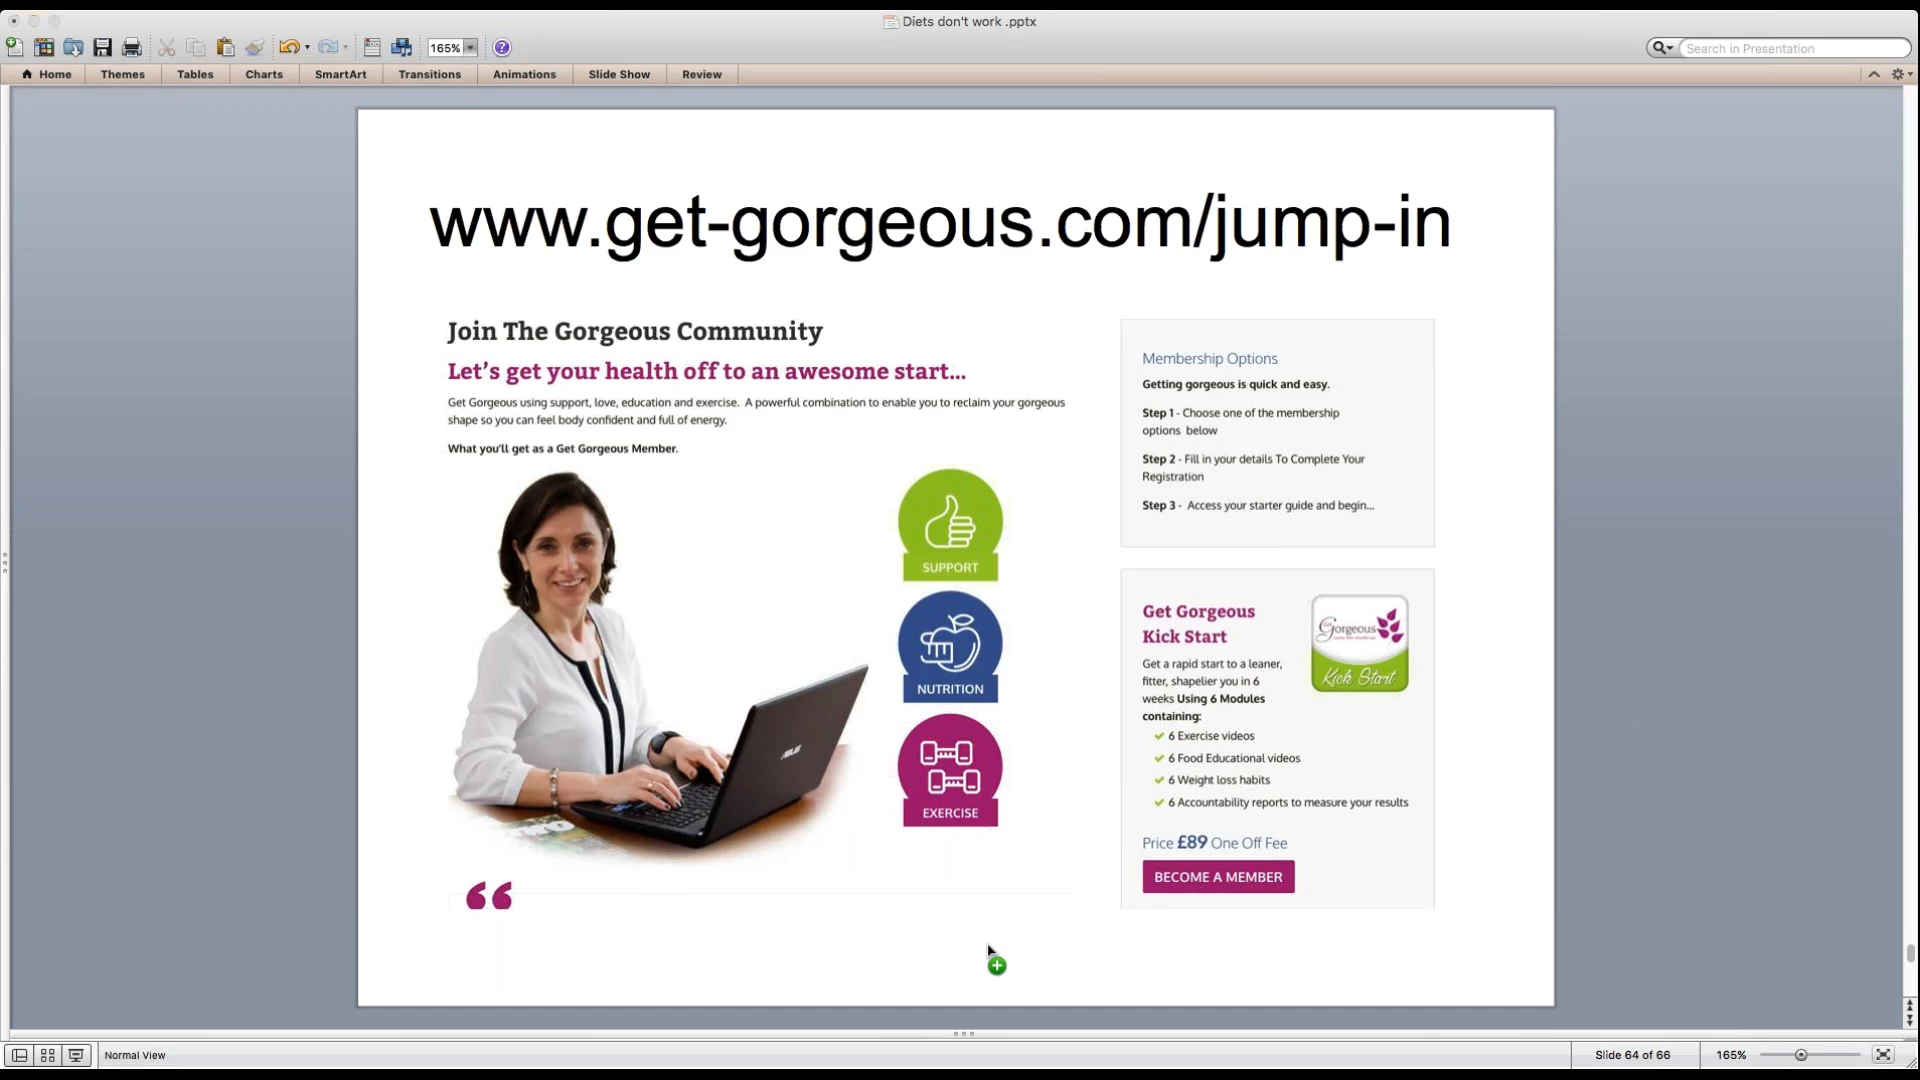 Diets don't work .pptx
165%
Search in Presentation
Home
Themes
Tables
Charts
SmartArt
Transitions
Animations
Slide Show
Review
www.get-gorgeous.com/jump-in
Join The Gorgeous Community
Let's get your health off to an awesome start...
Get Gorgeous using support, love, education and exercise. A powerful combination to enable you to reclaim your gorgeous
shape so you can feel body confident and full of energy.
What you'll get as a Get Gorgeous Member.
SUPPORT
NUTRITION
EXERCISE
ASUS
Membership Options
Getting gorgeous is quick and easy.
Step 1 - Choose one of the membership
options below
Step 2 - Fill in your details To Complete Your
Registration
Step 3 - Access your starter guide and begin...
Get Gorgeous
Kick Start
Get a rapid start to a leaner,
fitter, shapelier you in 6
weeks Using 6 Modules
containing:
6 Exercise videos
6 Food Educational videos
6 Weight loss habits
6 Accountability reports to measure your results
Gorgeous
Kick Start
Price £89 One Off Fee
BECOME A MEMBER
Normal View
Slide 64 of 66
165%